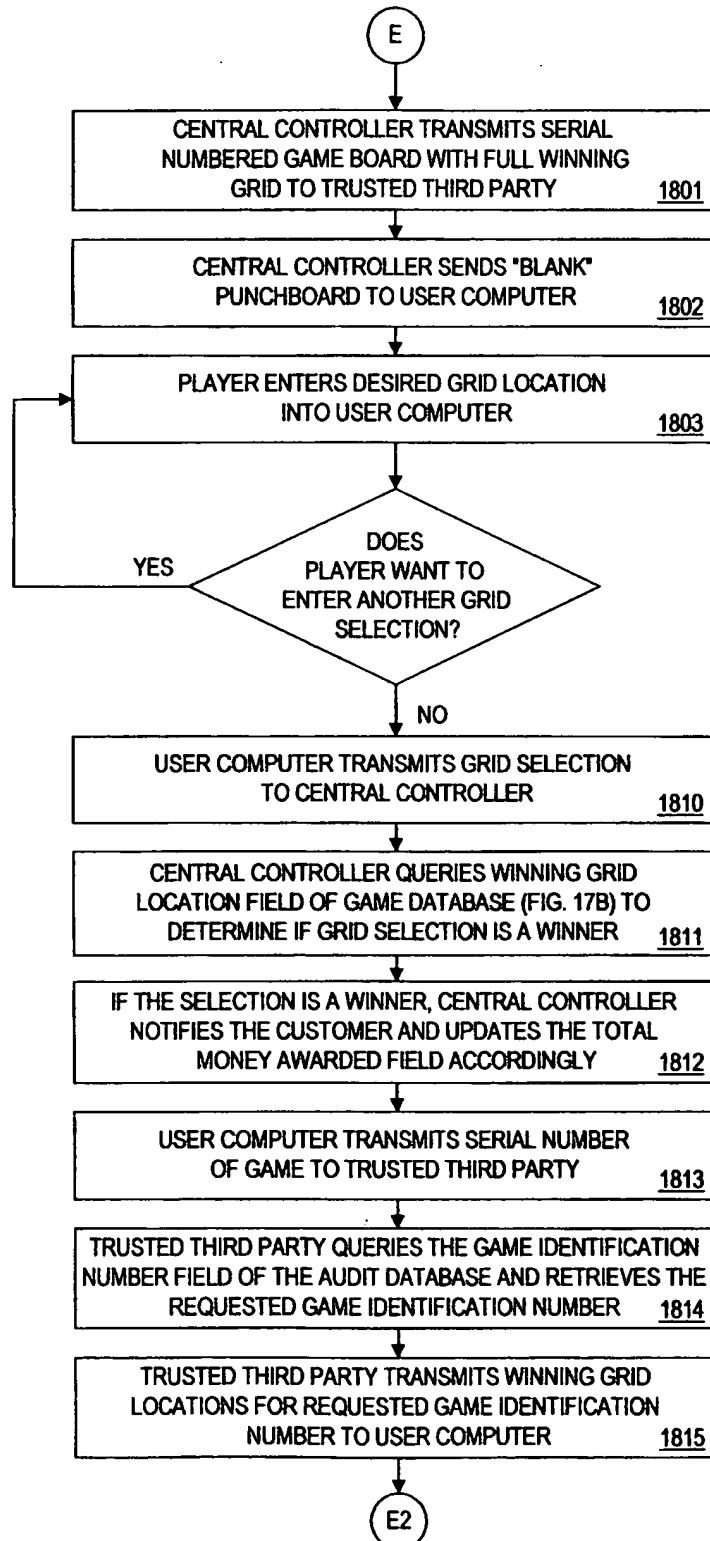 E
CENTRAL CONTROLLER TRANSMITS SERIAL
NUMBERED GAME BOARD WITH FULL WINNING
GRID TO TRUSTED THIRD PARTY
1801
CENTRAL CONTROLLER SENDS "BLANK"
PUNCHBOARD TO USER COMPUTER
1802
PLAYER ENTERS DESIRED GRID LOCATION
INTO USER COMPUTER
1803
DOES
YES
PLAYER WANT TO
ENTER ANOTHER GRID
SELECTION?
NO
USER COMPUTER TRANSMITS GRID SELECTION
TO CENTRAL CONTROLLER
1810
CENTRAL CONTROLLER QUERIES WINNING GRID
LOCATION FIELD OF GAME DATABASE (FIG. 17B) TO
DETERMINE IF GRID SELECTION IS A WINNER
1811
IF THE SELECTION IS A WINNER, CENTRAL CONTROLLER
NOTIFIES THE CUSTOMER AND UPDATES THE TOTAL
MONEY AWARDED FIELD ACCORDINGLY
1812
USER COMPUTER TRANSMITS SERIAL NUMBER
OF GAME TO TRUSTED THIRD PARTY
1813
TRUSTED THIRD PARTY QUERIES THE GAME IDENTIFICATION
NUMBER FIELD OF THE AUDIT DATABASE AND RETRIEVES THE
REQUESTED GAME IDENTIFICATION NUMBER
1814
TRUSTED THIRD PARTY TRANSMITS WINNING GRID
LOCATIONS FOR REQUESTED GAME IDENTIFICATION
NUMBER TO USER COMPUTER
1815
E2